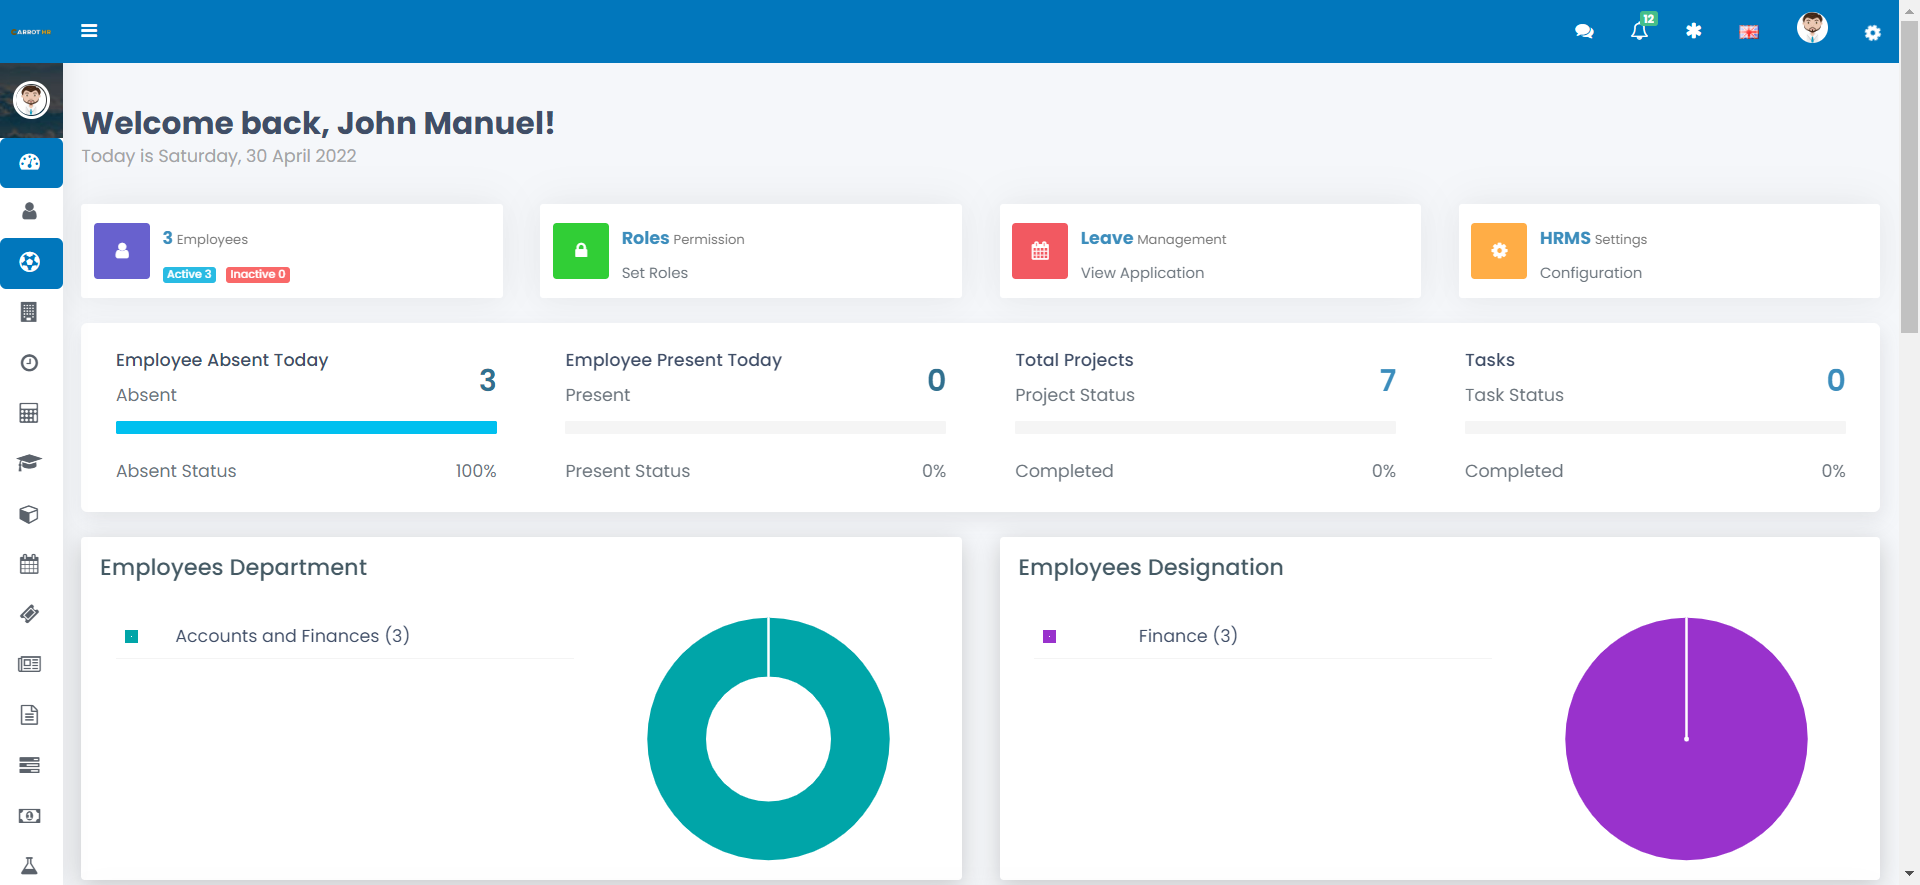 ARBOT HR
12
Welcome back, John Manuel!
Today is Saturday, 30 April 2022
3 Employees
Active 3 Inactive 0
Roles Permission
Set Roles
Leave Management
View Application
HRMS Settings
Configuration
Employee Absent Today
3
Absent
Absent Status 100%
Employee Present Today
0
Present
Present Status 0%
Total Projects
7
Project Status
Completed 0%
Tasks
0
Task Status
Completed 0%
Employees Department
Accounts and Finances (3)
Employees Designation
Finance (3)